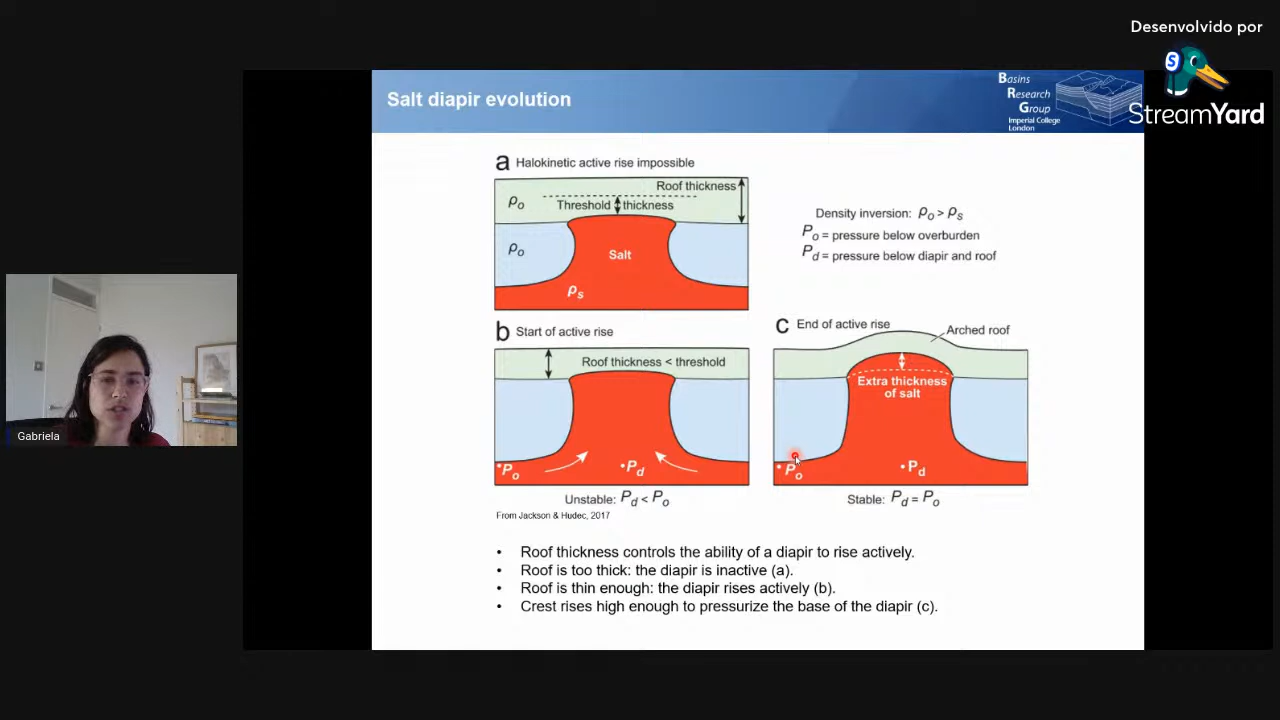 Desenvolvido por
StreamYard
Salt diapir evolution
Basins
Research
Group
Imperial College
London
a Halokinetic active rise impossible
Roof thickness
ρo
Threshold thickness
ρo
Salt
ρs
Density inversion: ρo > ρs
Po = pressure below overburden
Pd = pressure below diapir and roof
b Start of active rise
Roof thickness < threshold
•Po
•Pd
Unstable: Pd < Po
c End of active rise
Arched roof
Extra thickness
of salt
•Po
•Pd
Stable: Pd = Po
From Jackson & Hudec, 2017
• Roof thickness controls the ability of a diapir to rise actively.
• Roof is too thick: the diapir is inactive (a).
• Roof is thin enough: the diapir rises actively (b).
• Crest rises high enough to pressurize the base of the diapir (c).
Gabriela